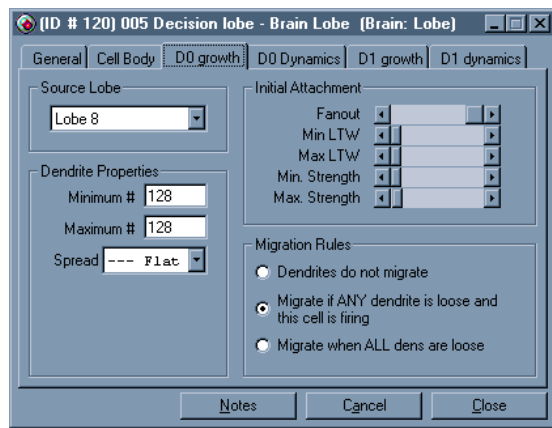 (ID # 120) 005 Decision lobe - Brain Lobe (Brain: Lobe)
General Cell Body D0 growth D0 Dynamics D1 growth D1 dynamics
Source Lobe
Lobe 8
Dendrite Properties
Minimum # 128
Maximum # 128
Spread --- Flat
Initial Attachment
Fanout
Min LTW
Max LTW
Min. Strength
Max. Strength
Migration Rules
Dendrites do not migrate
Migrate if ANY dendrite is loose and
this cell is firing
Migrate when ALL dens are loose
Notes Cancel Close